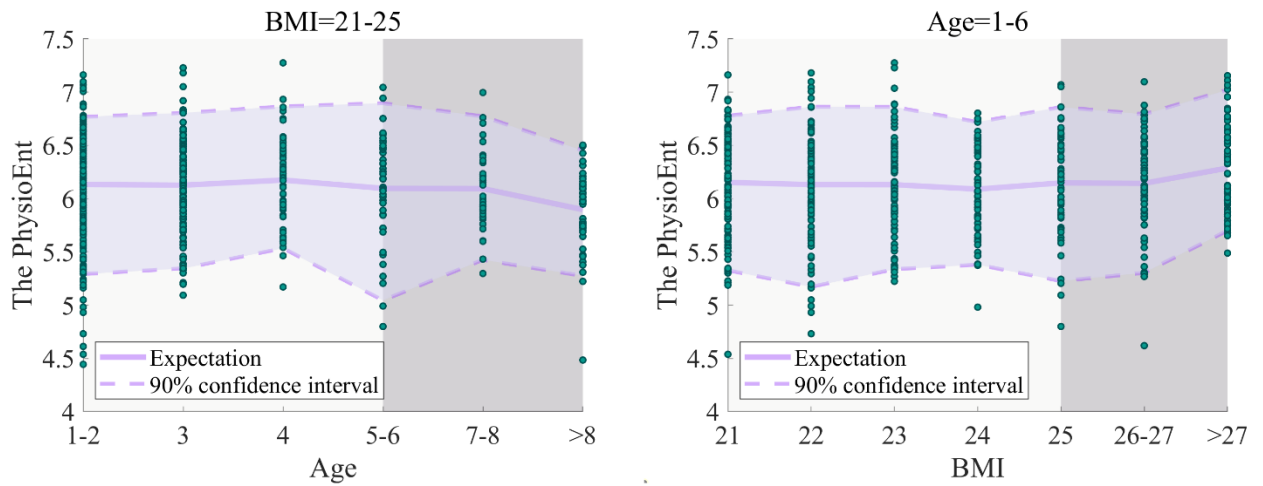 BMI=21-25
The PhysioEnt
7.5
7
6.5
6
5.5
5
4.5
4
Expectation
90% confidence interval
1-2 3 4 5-6 7-8 >8
Age
Age=1-6
The PhysioEnt
7.5
7
6.5
6
5.5
5
4.5
4
Expectation
90% confidence interval
21 22 23 24 25 26-27 >27
BMI